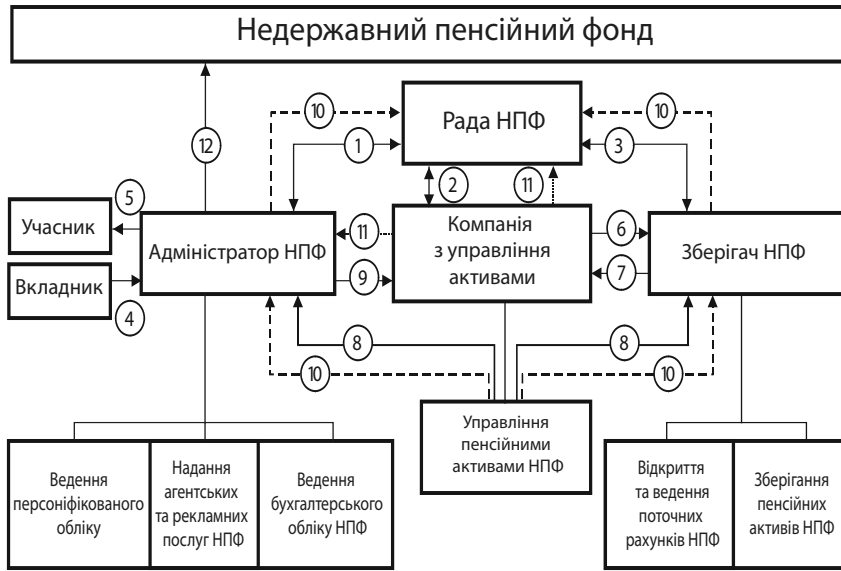 Недержавний пенсійний фонд
10
10
Рада НПФ
12
1
3
2
11
5
Учасник
Адміністратор НПФ
11
Компанія
з управління
активами
6
Зберігач НПФ
7
9
Вкладник
4
8
8
10
10
Управління
пенсійними
активами НПФ
Ведення
персоніфікованого
обліку
Надання
агентських
та рекламних
послуг НПФ
Ведення
бухгалтерського
обліку НПФ
Відкриття
та ведення
поточних
рахунків НПФ
Зберігання
пенсійних
активів НПФ